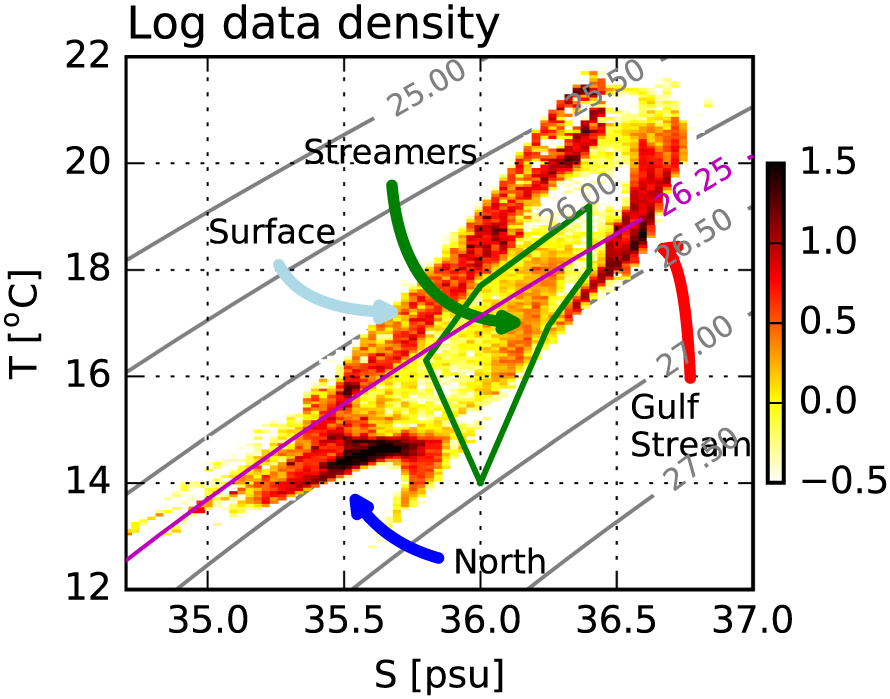 Log data density
22
20
18
16
14
12
T [°C]
35.0
35.5
36.0
36.5
37.0
S [psu]
25.00
25.50
26.00
26.25
26.50
27.00
27.50
Streamers
Surface
North
Gulf
Stream
1.5
1.0
0.5
0.0
−0.5